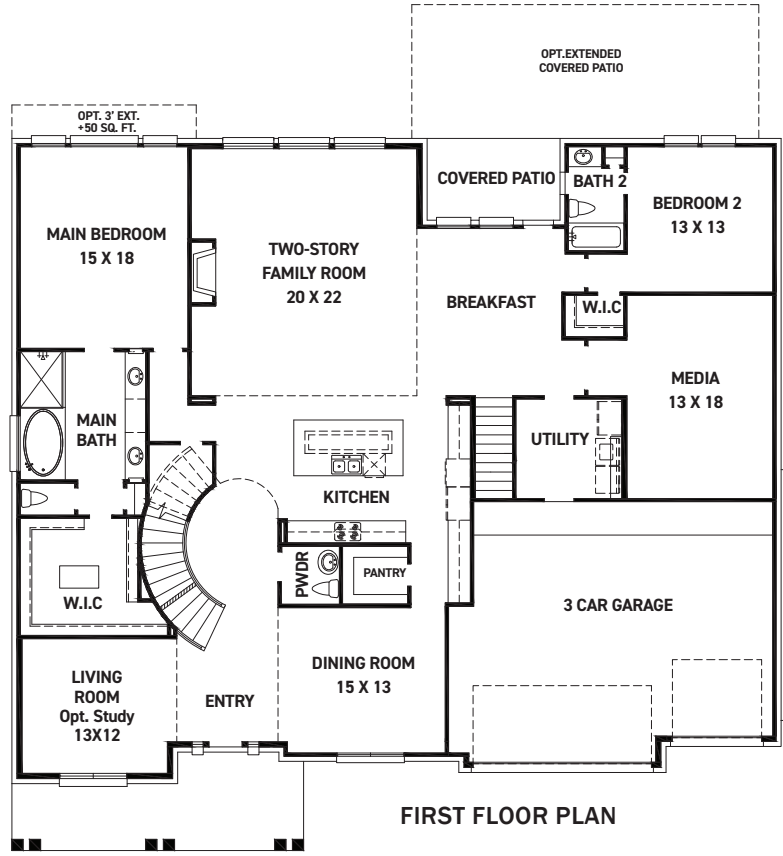 OPT.EXTENDED
COVERED PATIO
OPT. 3' EXT.
+50 SQ. FT.
COVERED PATIO
BATH 2
BEDROOM 2
13 X 13
MAIN BEDROOM
15 X 18
TWO-STORY
FAMILY ROOM
20 X 22
BREAKFAST
W.I.C
MEDIA
13 X 18
MAIN
BATH
UTILITY
KITCHEN
PWDR
PANTRY
W.I.C
3 CAR GARAGE
LIVING
ROOM
Opt. Study
13X12
ENTRY
DINING ROOM
15 X 13
FIRST FLOOR PLAN